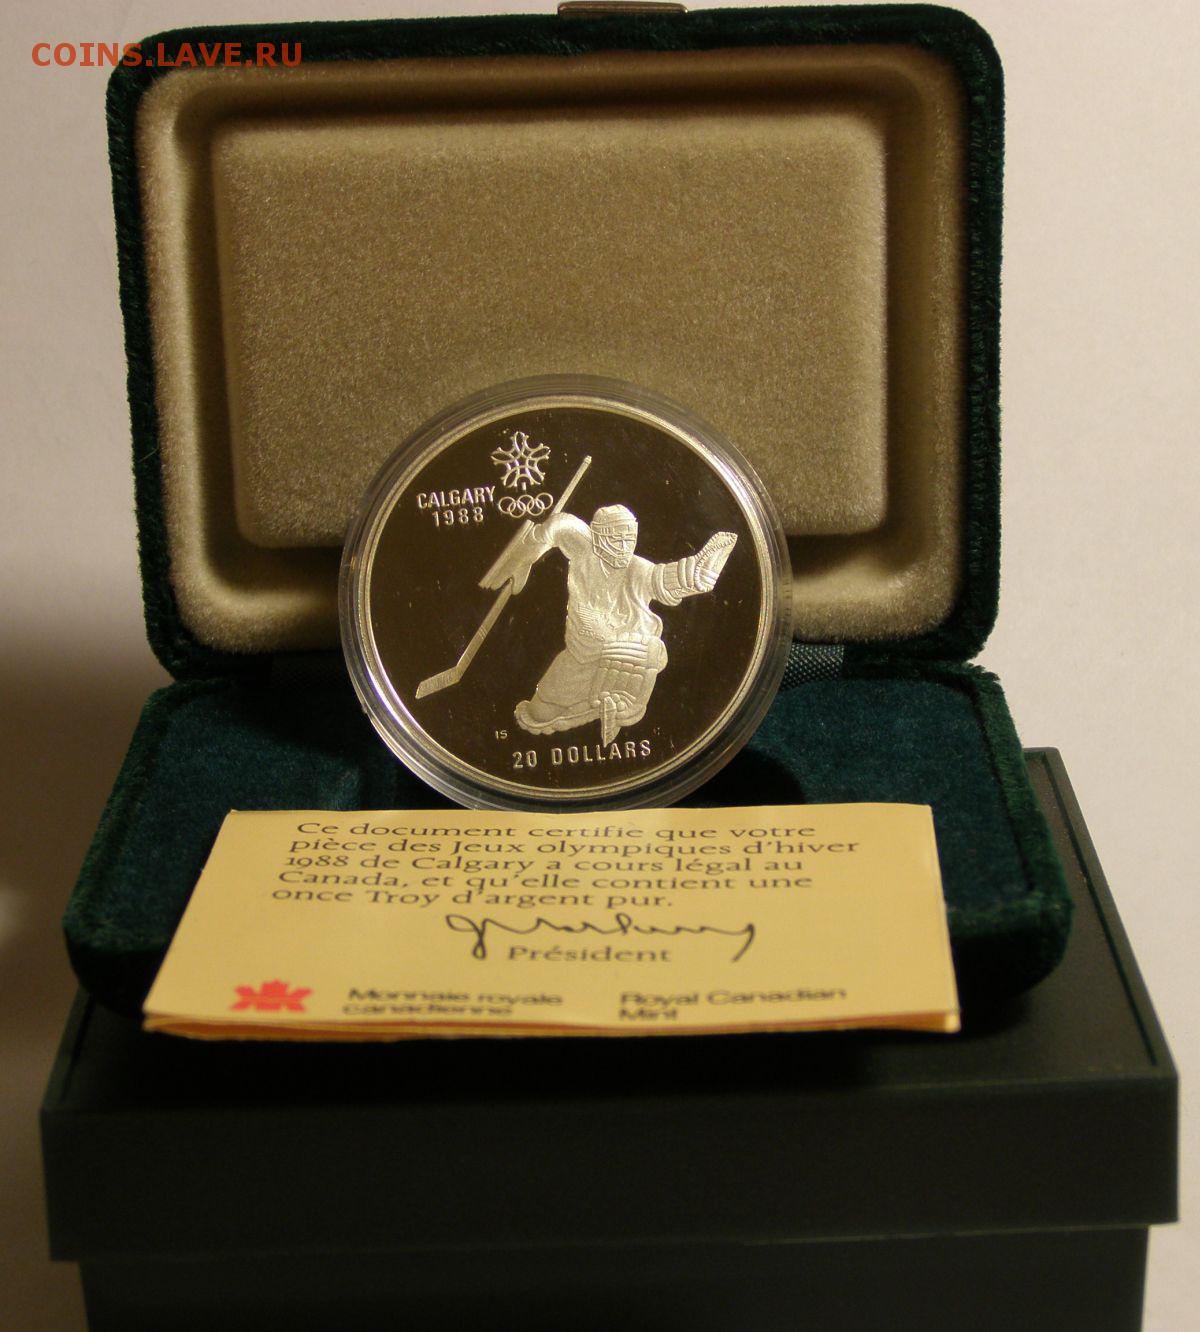 COINS.LAVE.RU
CALGARY
1988
IS
20 DOLLARS
Ce document certifie que votre
pièce des Jeux olympiques d'hiver
1988 de Calgary a cours légal au
Canada, et qu'elle contient une
once Troy d'argent pur.
Président
Monnaie royale
canadienne
Royal Canadian
Mint